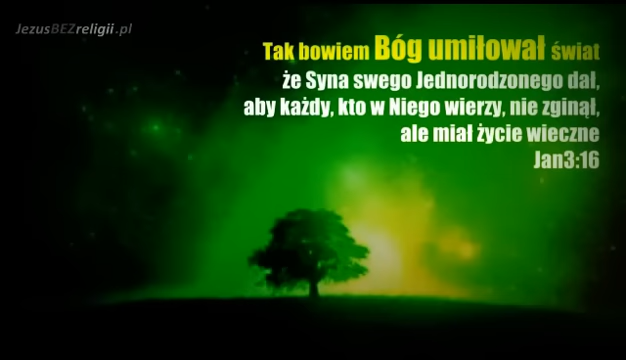 JezusBEZreligii.pl
Tak bowiem Bóg umiłował świat
że Syna swego Jednorodzonego dał,
aby każdy, kto w Niego wierzy, nie zginął,
ale miał życie wieczne
Jan3:16